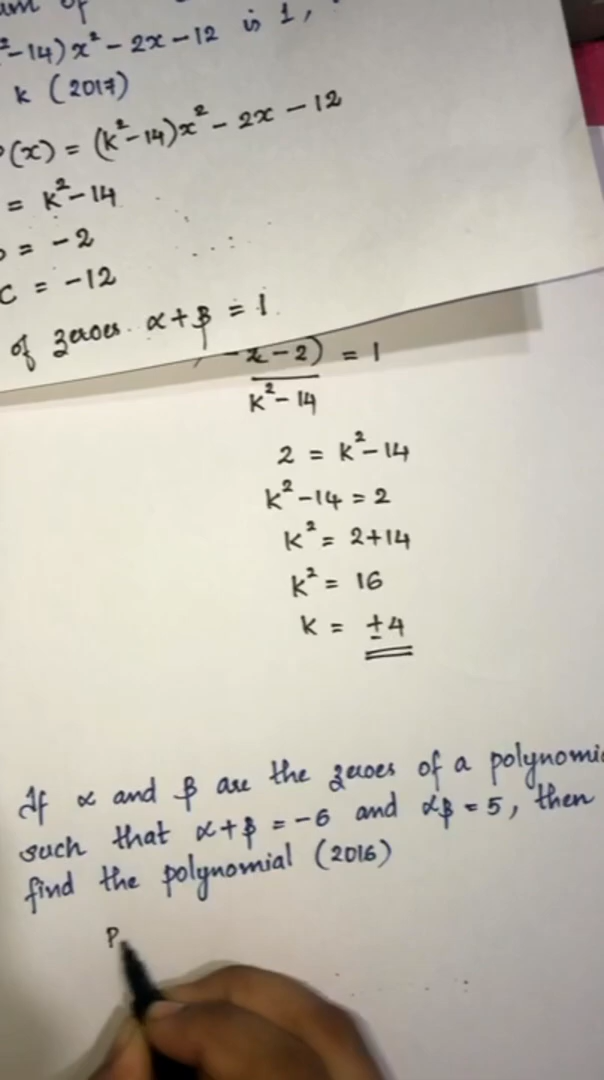 of
²-14)x² - 2x - 12 is 1,
k (2017)
(x) = (k²-14)x² - 2x - 12
= k²-14
= -2
C = -12
of zeroes. α+β = 1
-2) = 1
k²-14
2 = k²-14
k²-14 = 2
k² = 2+14
k² = 16
k = ±4
If α and β are the zeroes of a
such that α+β = -6 and αβ = 5, then
find the polynomial (2016)
P